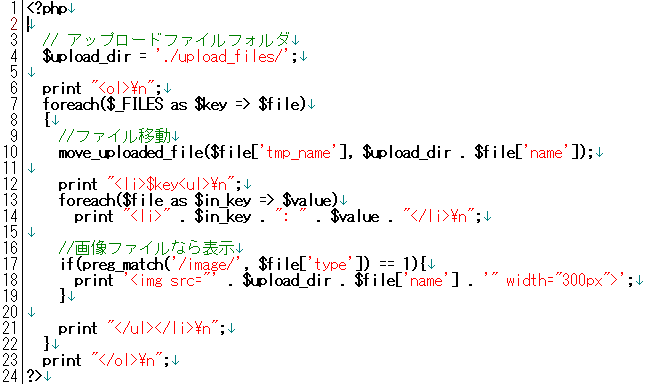 1 <?php↓
2 ↓
3 // アップロードファイルフォルダ↓
4 $upload_dir = './upload_files/';↓
5 ↓
6 print "<ol>\n";↓
7 foreach($_FILES as $key => $file)↓
8 {↓
9 //ファイル移動↓
10 move_uploaded_file($file['tmp_name'], $upload_dir . $file['name']);↓
11 ↓
12 print "<li>$key<ul>\n";↓
13 foreach($file as $in_key => $value)↓
14 print "<li>" . $in_key . ": " . $value . "</li>\n";↓
15 ↓
16 //画像ファイルなら表示↓
17 if(preg_match('/image/', $file['type']) == 1){↓
18 print '<img src="' . $upload_dir . $file['name'] . '" width="300px">';↓
19 }↓
20 ↓
21 print "</ul></li>\n";↓
22 }↓
23 print "</ol>\n";↓
24 ?>↓